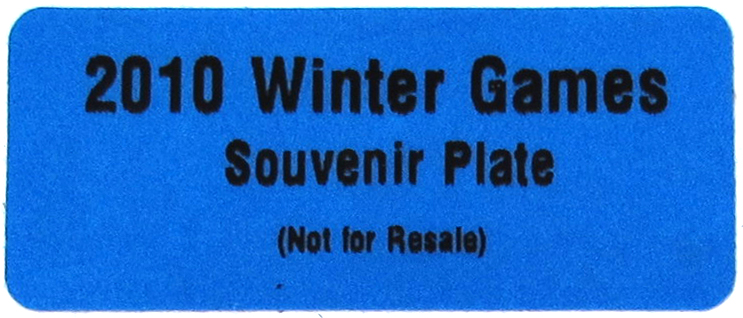 2010 Winter Games
Souvenir Plate
(Not for Resale)